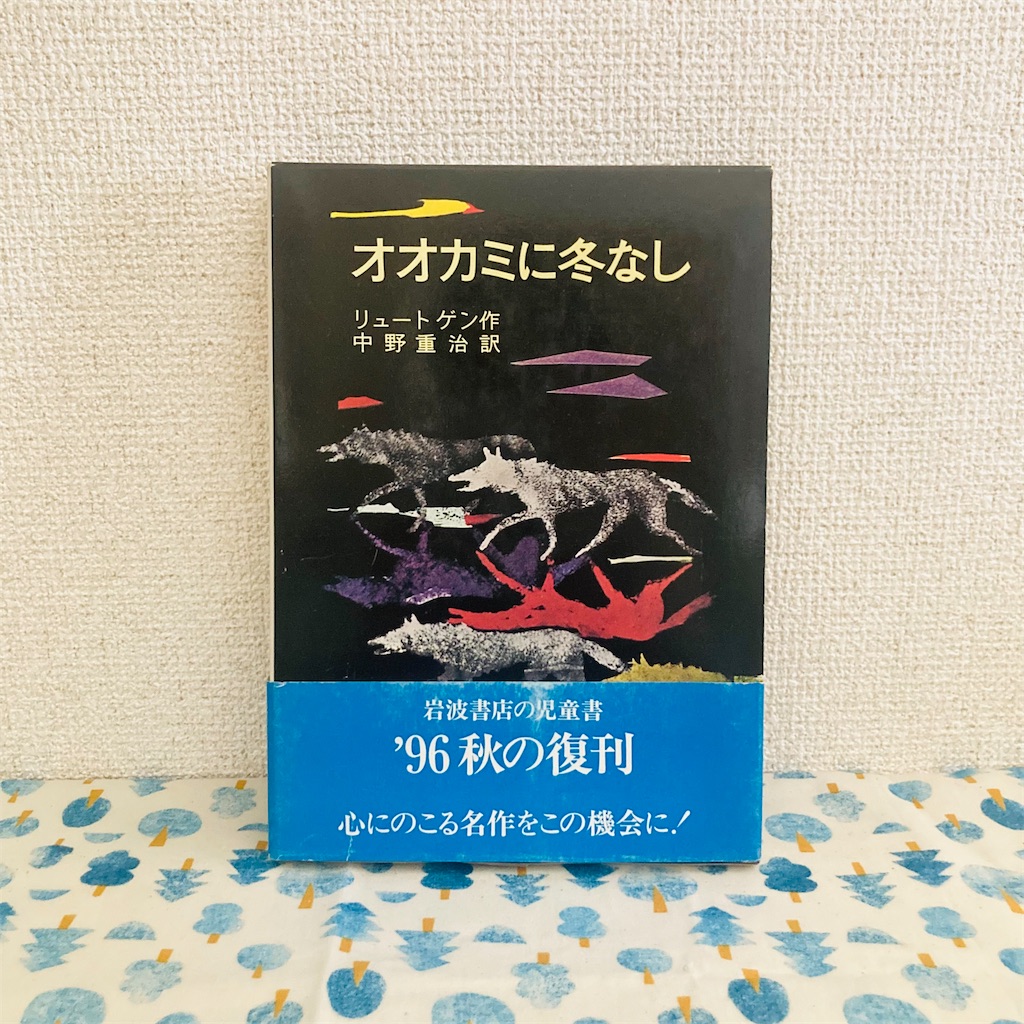 オオカミに冬なし
リュートゲン作
中野重治訳
岩波書店の児童書
’96 秋の復刊
心にのこる名作をこの機会に！